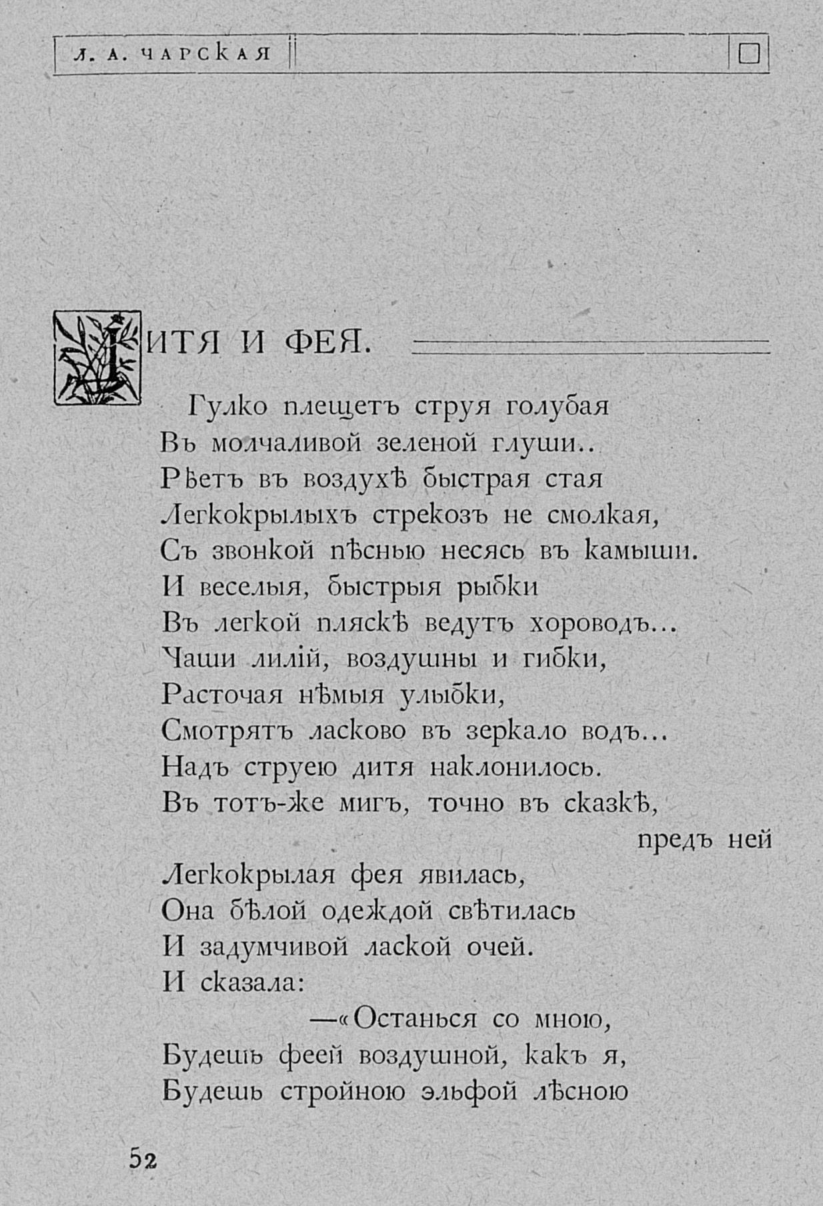 Л. А. ЧАРСКАЯ
ДИТЯ И ФЕЯ.
Гулко плещетъ струя голубая
Въ молчаливой зеленой глуши..
Рѣетъ въ воздухѣ быстрая стая
Легкокрылыхъ стрекозъ не смолкая,
Съ звонкой пѣснью несясь въ камыши.
И веселыя, быстрыя рыбки
Въ легкой пляскѣ ведутъ хороводъ...
Чаши лилій, воздушны и гибки,
Расточая нѣмыя улыбки,
Смотрятъ ласково въ зеркало водъ...
Надъ струею дитя наклонилось.
Въ тотъ-же мигъ, точно въ сказкѣ,
предъ ней
Легкокрылая фея явилась,
Она бѣлой одеждой свѣтилась
И задумчивой лаской очей.
И сказала:
—«Останься со мною,
Будешь феей воздушной, какъ я,
Будешь стройною эльфой лѣсною
52